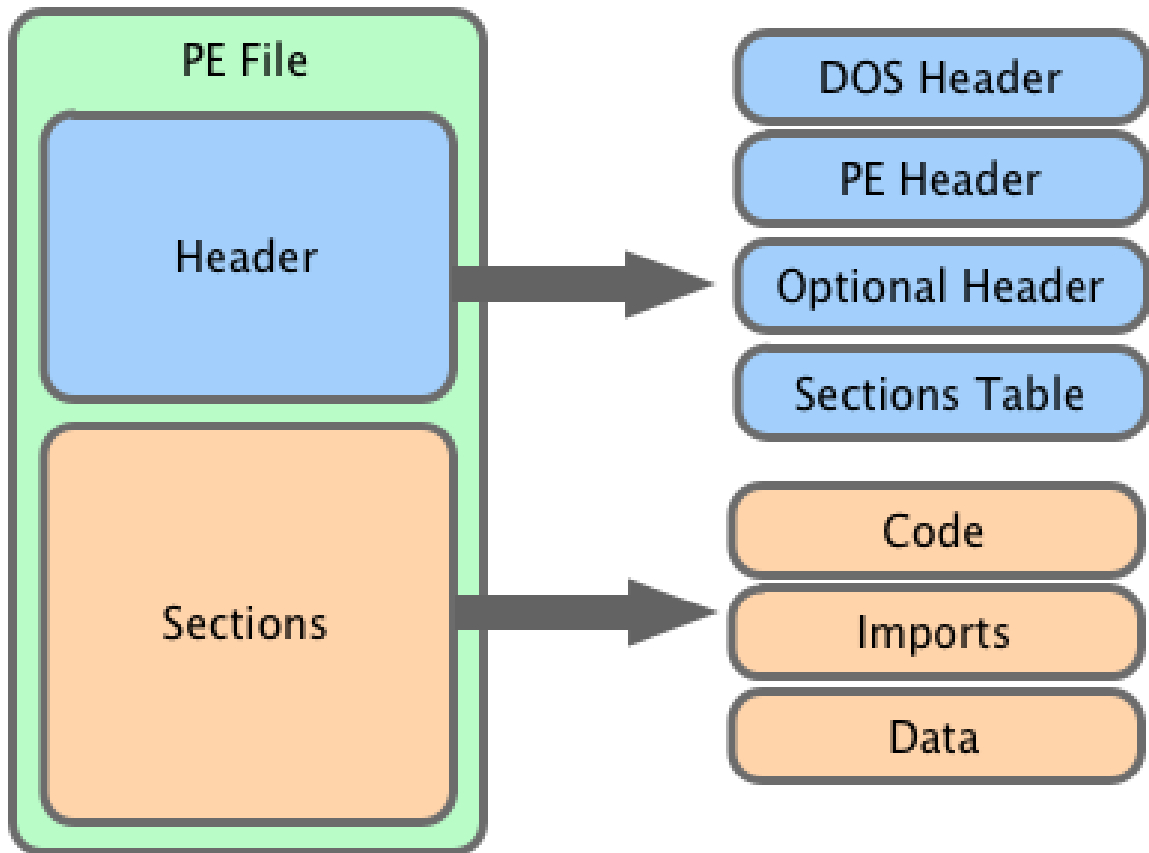 PE File
Header
Sections
DOS Header
PE Header
Optional Header
Sections Table
Code
Imports
Data